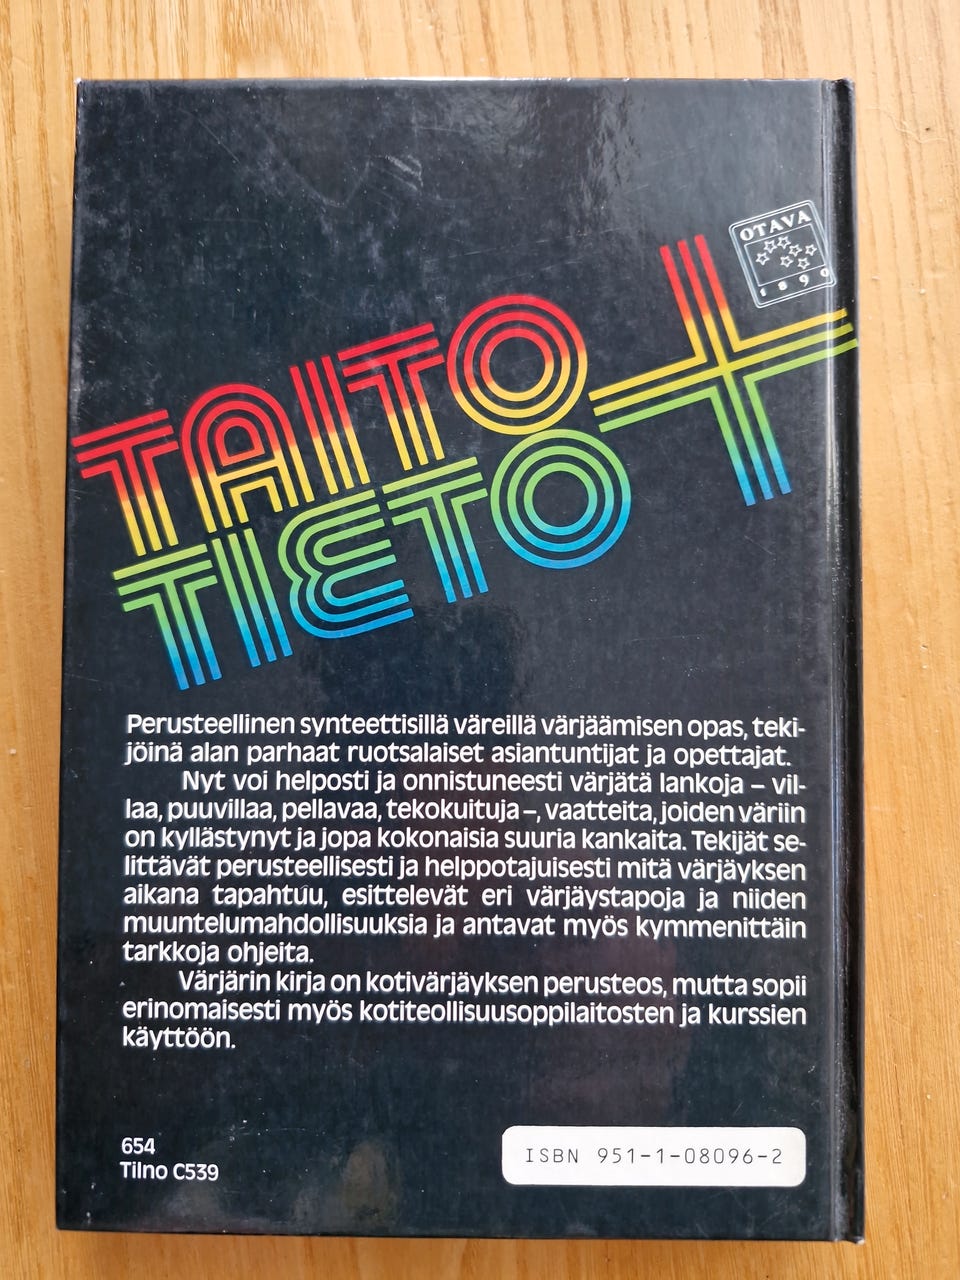 OTAVA
1890
TAITO
TIETO +
Perusteellinen synteettisillä väreillä värjäämisen opas, teki-
jöinä alan parhaat ruotsalaiset asiantuntijat ja opettajat.
Nyt voi helposti ja onnistuneesti värjätä lankoja – vil-
laa, puuvillaa, pellavaa, tekokuituja –, vaatteita, joiden väriin
on kyllästynyt ja jopa kokonaisia suuria kankaita. Tekijät se-
littävät perusteellisesti ja helppotajuisesti mitä värjäyksen
aikana tapahtuu, esittelevät eri värjäystapoja ja niiden
muuntelumahdollisuuksia ja antavat myös kymmenittäin
tarkkoja ohjeita.
Värjärin kirja on kotivärjäyksen perusteos, mutta sopii
erinomaisesti myös kotiteollisuusoppilaitosten ja kurssien
käyttöön.
654
Tilno C539
ISBN 951-1-08096-2